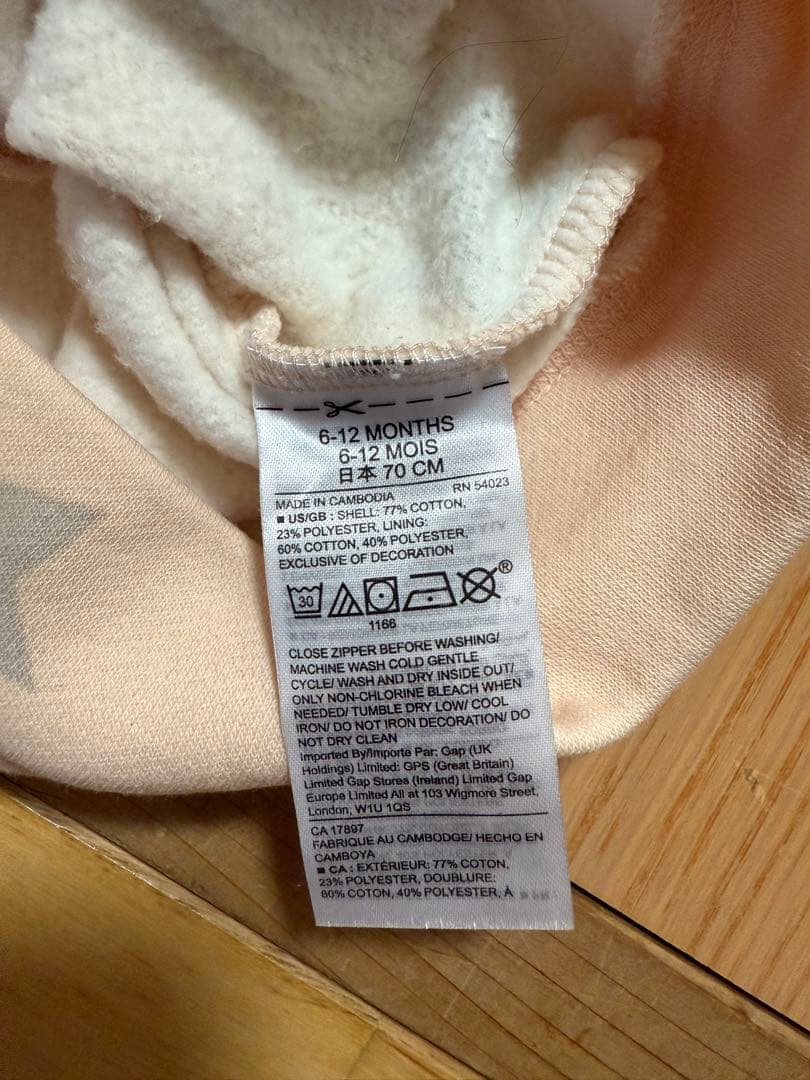 6-12 MONTHS
6-12 MOIS
日本 70 CM
MADE IN CAMBODIA RN 54023
US/GB : SHELL: 77% COTTON,
23% POLYESTER, LINING:
60% COTTON, 40% POLYESTER,
EXCLUSIVE OF DECORATION
30
®
1166
CLOSE ZIPPER BEFORE WASHING/
MACHINE WASH COLD GENTLE
CYCLE/ WASH AND DRY INSIDE OUT/
ONLY NON-CHLORINE BLEACH WHEN
NEEDED/ TUMBLE DRY LOW/ COOL
IRON/ DO NOT IRON DECORATION/ DO
NOT DRY CLEAN
Imported By/Importe Par: Gap (UK
Holdings) Limited: GPS (Great Britain)
Limited Gap Stores (Ireland) Limited Gap
Europe Limited All at 103 Wigmore Street,
London, W1U 1QS
CA 17897
FABRIQUE AU CAMBODGE/ HECHO EN
CAMBOYA
CA : EXTÉRIEUR: 77% COTON,
23% POLYESTER, DOUBLURE:
60% COTON, 40% POLYESTER, À